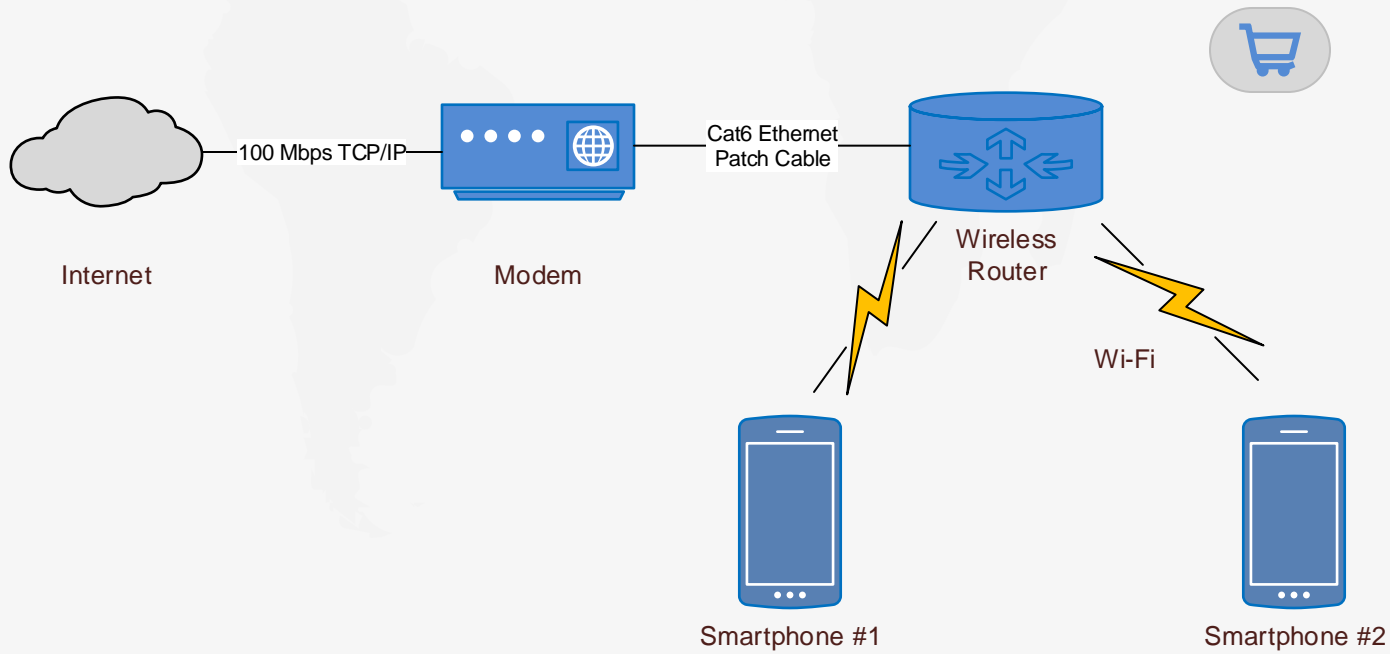 100 Mbps TCP/IP
Cat6 Ethernet
Patch Cable
Internet
Modem
Wireless
Router
Wi-Fi
Smartphone #1
Smartphone #2